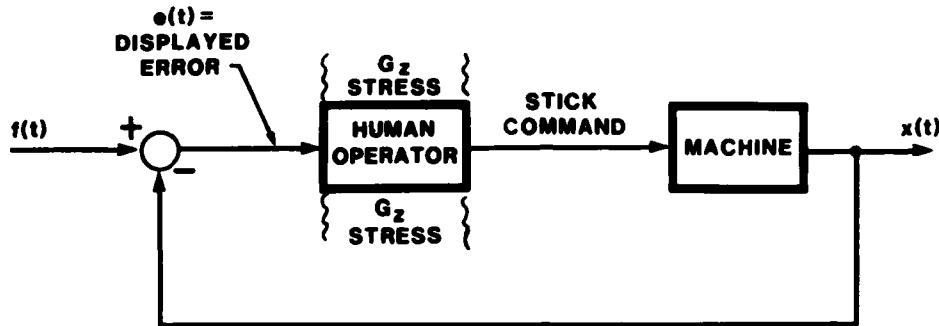 e(t) =
DISPLAYED
ERROR
Gz
STRESS
STICK
COMMAND
f(t)
+
HUMAN
OPERATOR
MACHINE
x(t)
−
Gz
STRESS